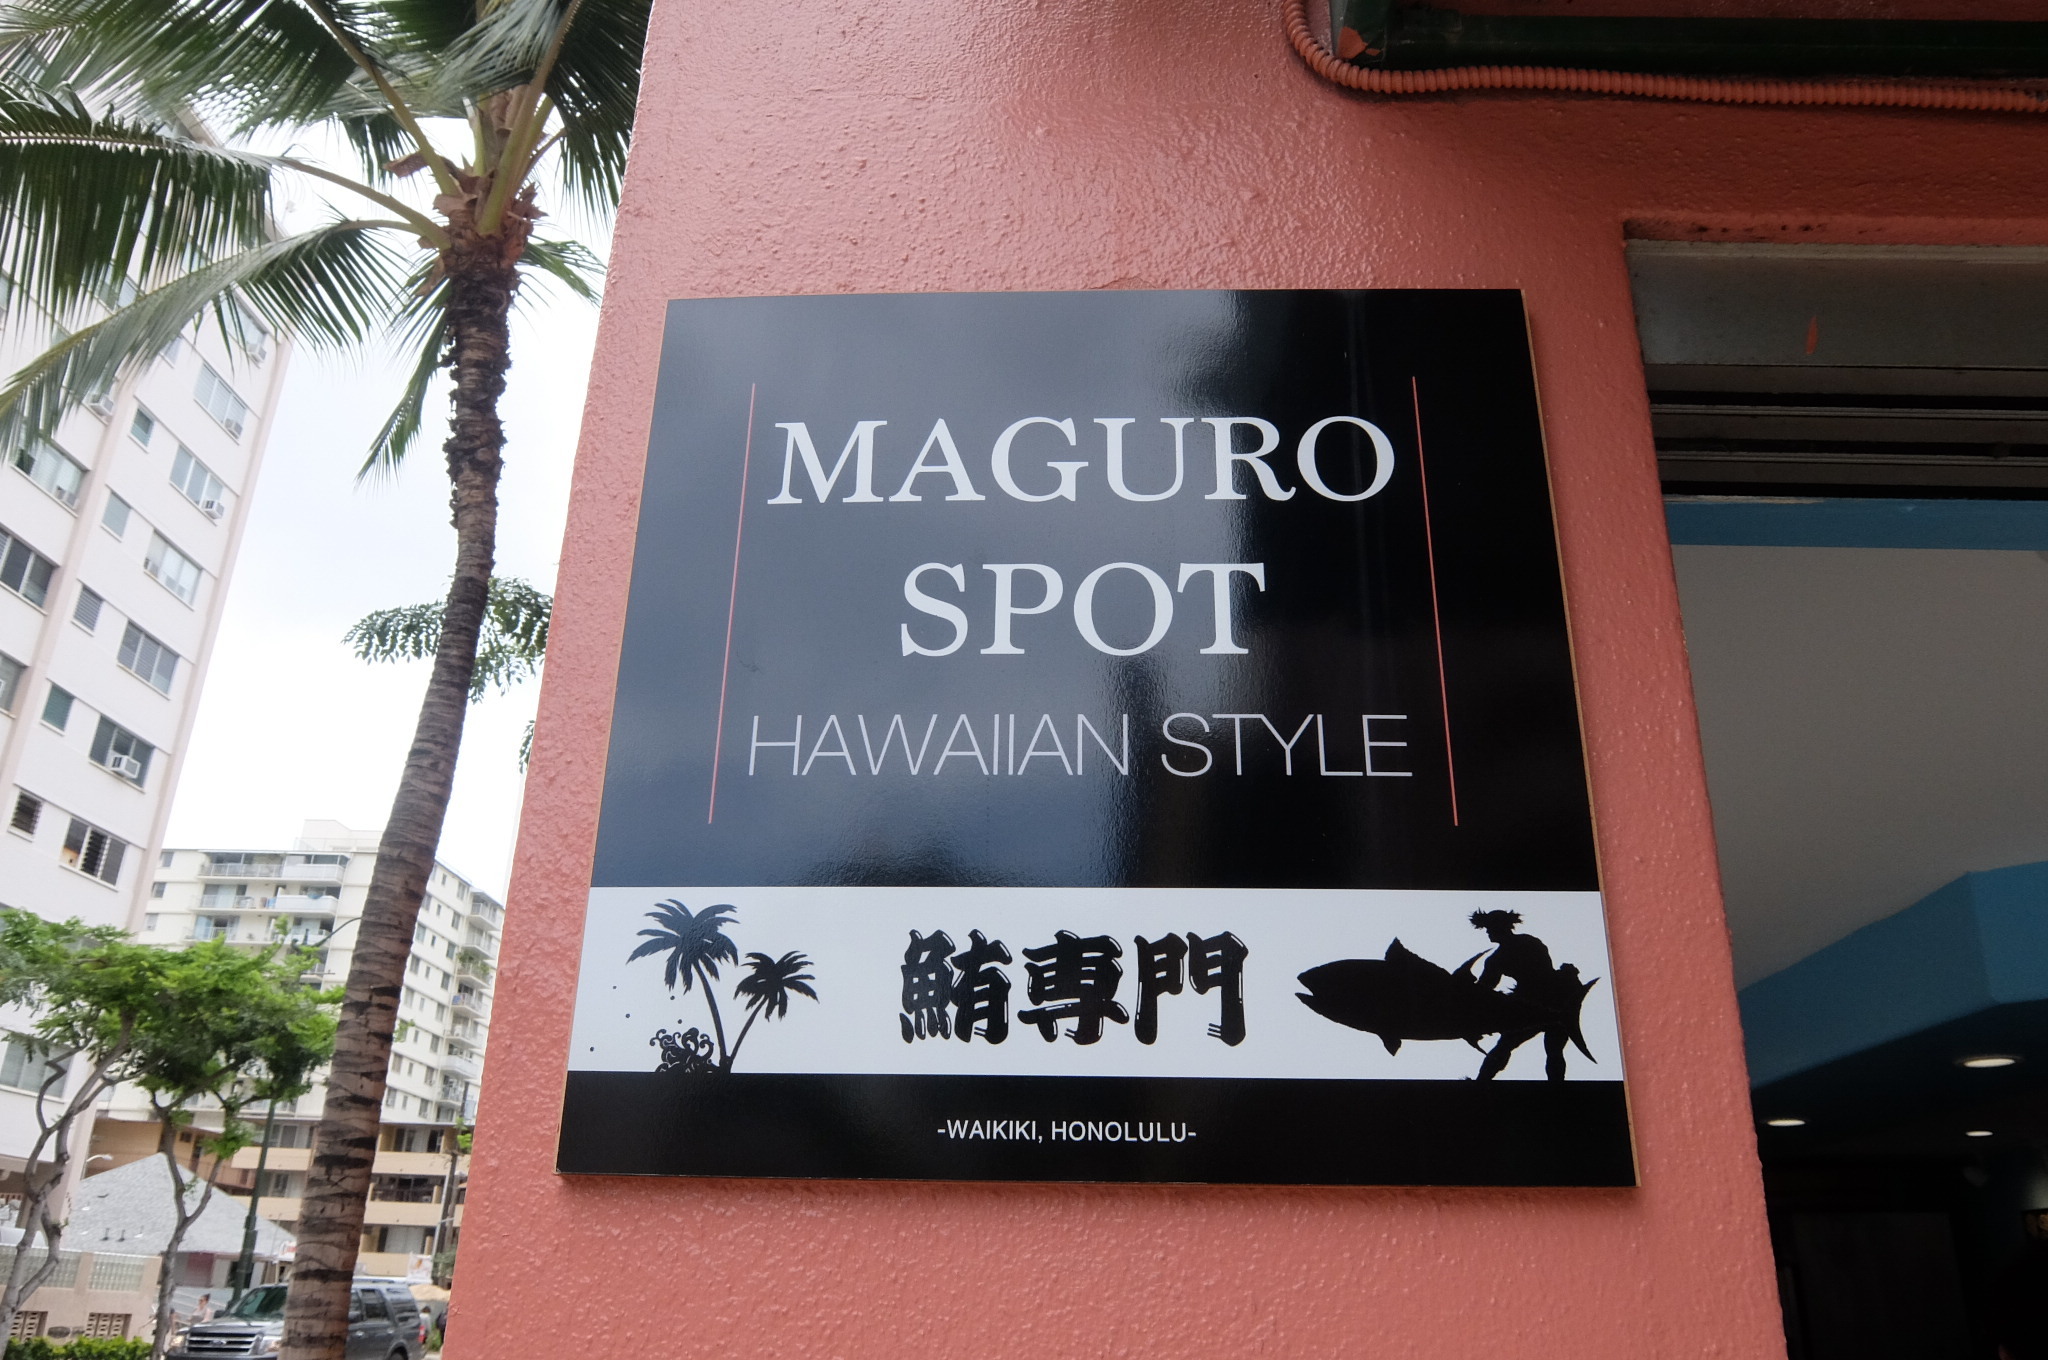 MAGURO
SPOT
HAWAIIAN STYLE
鮪専門
-WAIKIKI, HONOLULU-